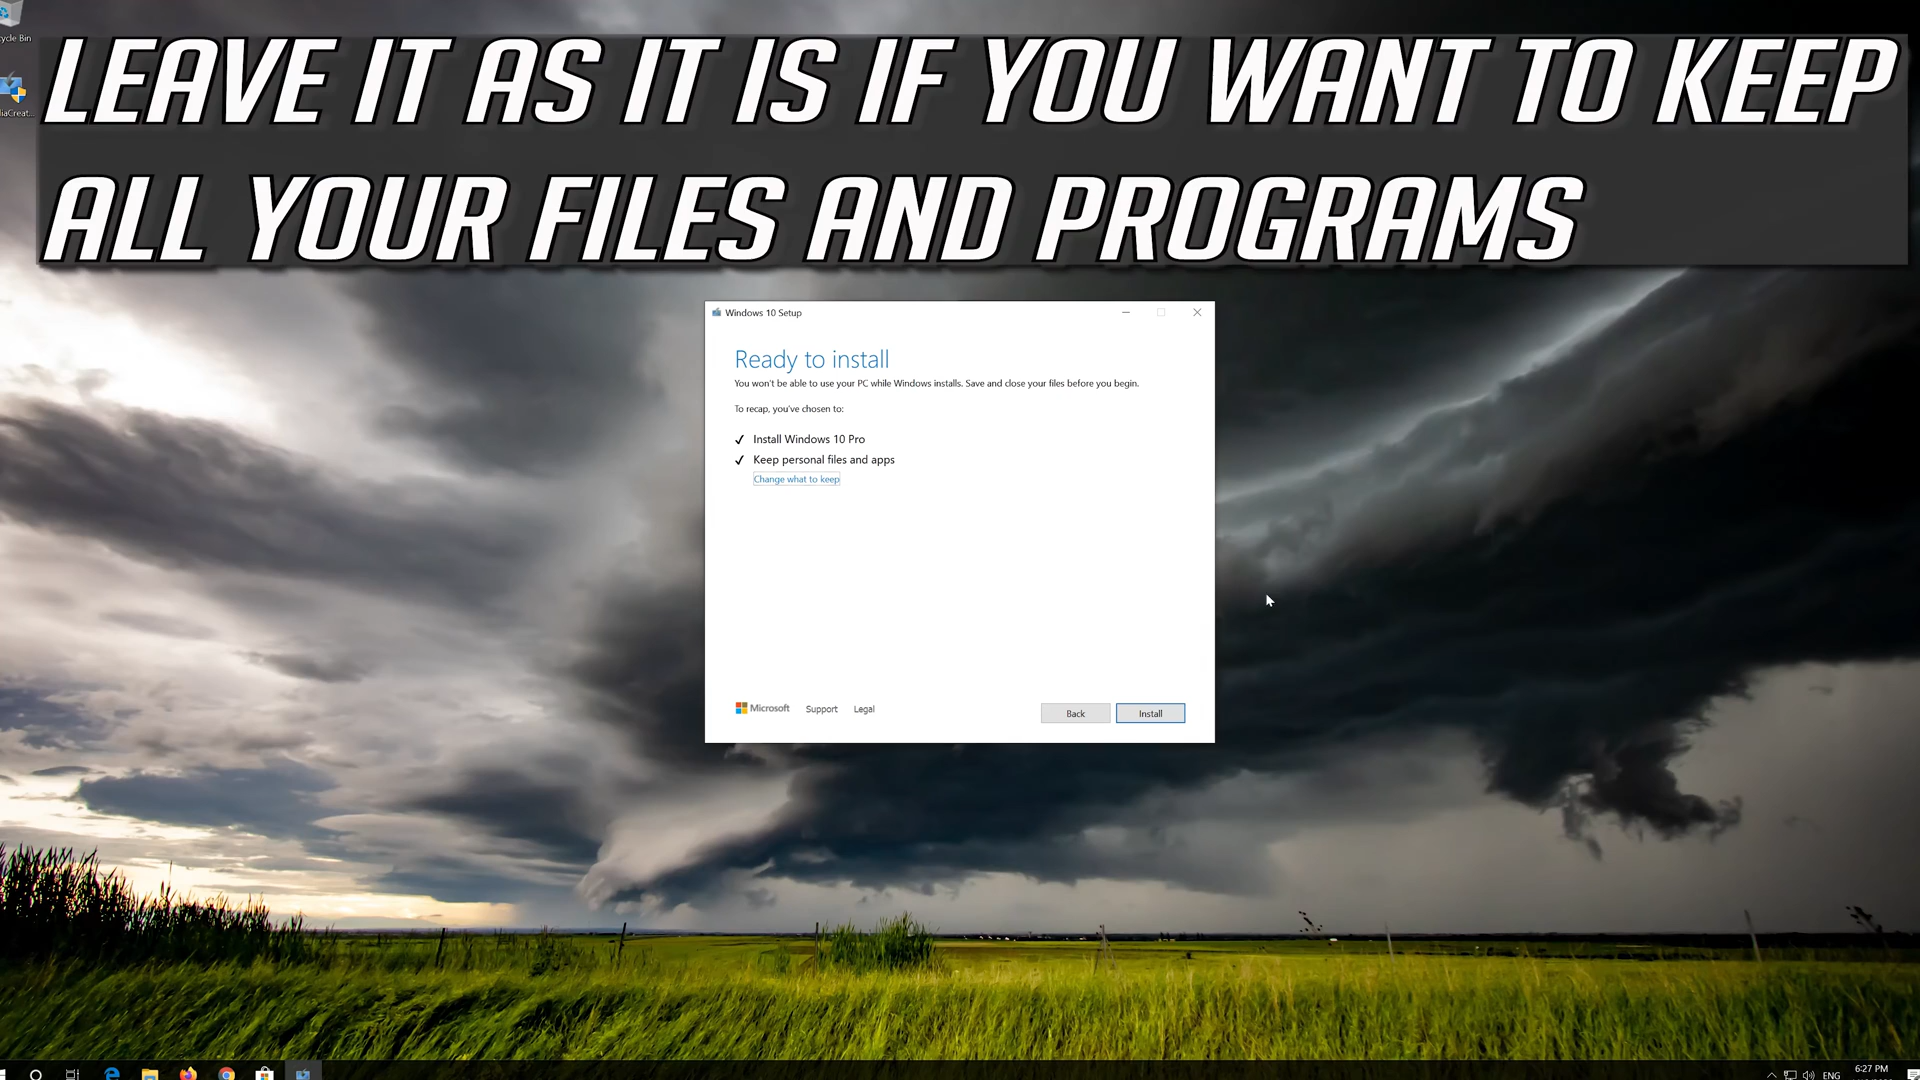 LEAVE IT AS IT IS IF YOU WANT TO KEEP
ALL YOUR FILES AND PROGRAMS
cycle Bin
diaCreat...
Windows 10 Setup
Ready to install
You won't be able to use your PC while Windows installs. Save and close your files before you begin.
To recap, you've chosen to:
Install Windows 10 Pro
Keep personal files and apps
Change what to keep
Microsoft Support Legal
Back Install
ENG
6:27 PM